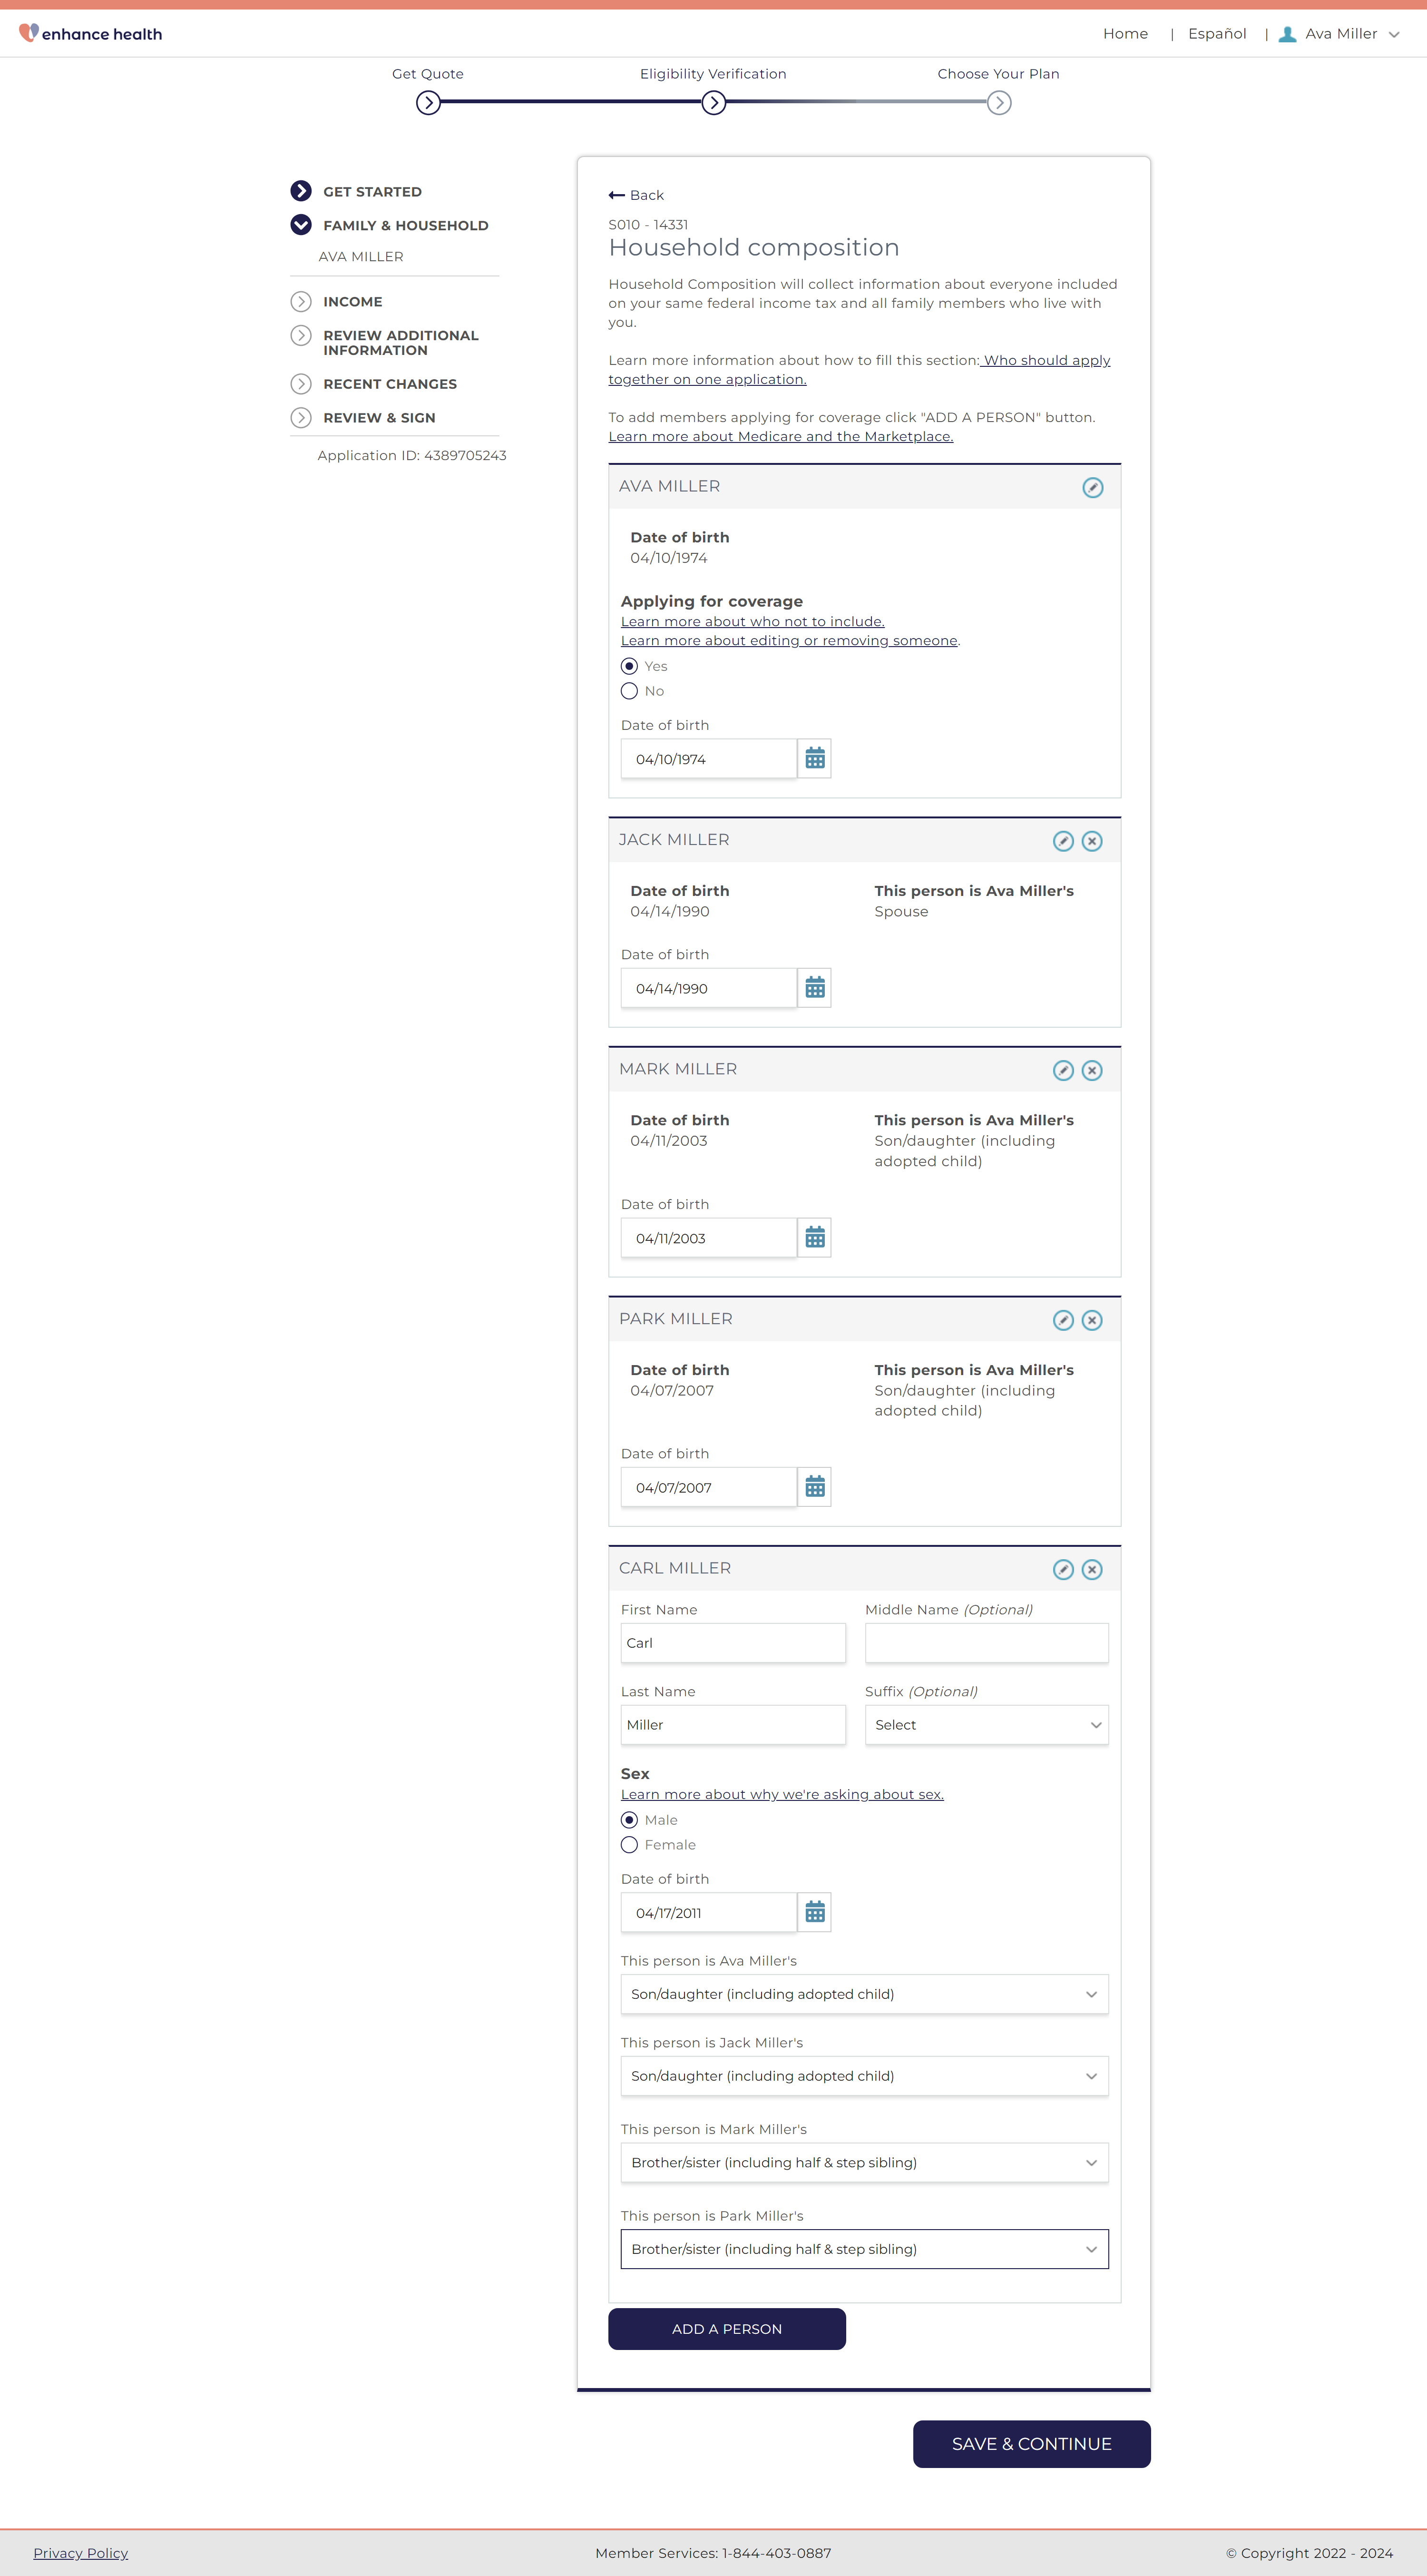 enhance health
Home | Español | Ava Miller
Get Quote
Eligibility Verification
Choose Your Plan
GET STARTED
FAMILY & HOUSEHOLD
AVA MILLER
INCOME
REVIEW ADDITIONAL
INFORMATION
RECENT CHANGES
REVIEW & SIGN
Application ID: 4389705243
Back
S010 - 14331
Household composition
Household Composition will collect information about everyone included
on your same federal income tax and all family members who live with
you.
Learn more information about how to fill this section: Who should apply
together on one application.
To add members applying for coverage click "ADD A PERSON" button.
Learn more about Medicare and the Marketplace.
AVA MILLER
Date of birth
04/10/1974
Applying for coverage
Learn more about who not to include.
Learn more about editing or removing someone.
Yes
No
Date of birth
04/10/1974
JACK MILLER
Date of birth
04/14/1990
This person is Ava Miller's
Spouse
Date of birth
04/14/1990
MARK MILLER
Date of birth
04/11/2003
This person is Ava Miller's
Son/daughter (including
adopted child)
Date of birth
04/11/2003
PARK MILLER
Date of birth
04/07/2007
This person is Ava Miller's
Son/daughter (including
adopted child)
Date of birth
04/07/2007
CARL MILLER
First Name
Carl
Middle Name (Optional)
Last Name
Miller
Suffix (Optional)
Select
Sex
Learn more about why we're asking about sex.
Male
Female
Date of birth
04/17/2011
This person is Ava Miller's
Son/daughter (including adopted child)
This person is Jack Miller's
Son/daughter (including adopted child)
This person is Mark Miller's
Brother/sister (including half & step sibling)
This person is Park Miller's
Brother/sister (including half & step sibling)
ADD A PERSON
SAVE & CONTINUE
Privacy Policy
Member Services: 1-844-403-0887
© Copyright 2022 - 2024